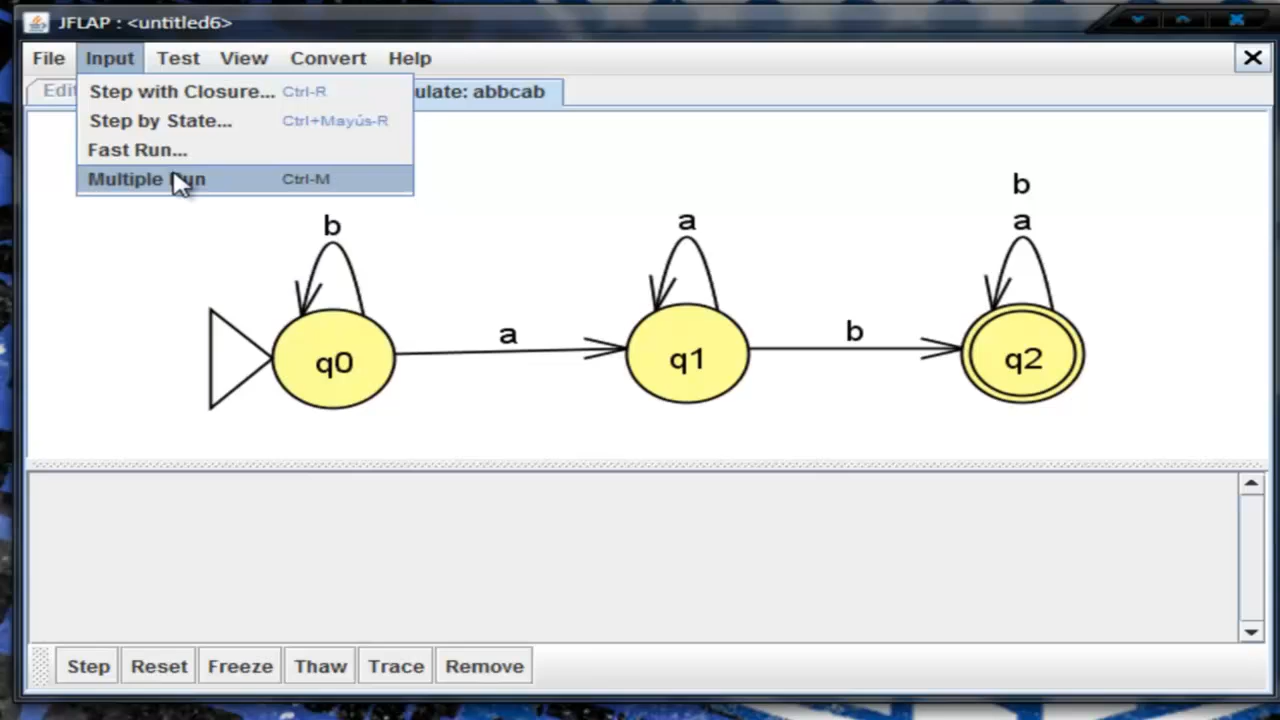 JFLAP : <untitled6>
File Input Test View Convert Help
Step with Closure... Ctrl-R
ulate: abbcab
Step by State... Ctrl+Mayús-R
Fast Run...
Multiple Ctrl-M
b
b a a
a b
q0 q1 q2
Step Reset Freeze Thaw Trace Remove